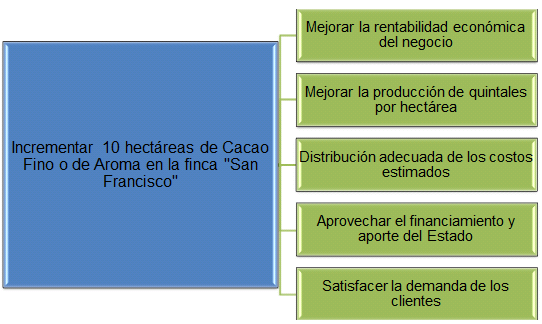 Incrementar 10 hectáreas de Cacao
Fino o de Aroma en la finca "San
Francisco"
Mejorar la rentabilidad económica
del negocio
Mejorar la producción de quintales
por hectárea
Distribución adecuada de los costos
estimados
Aprovechar el financiamiento y
aporte del Estado
Satisfacer la demanda de los
clientes